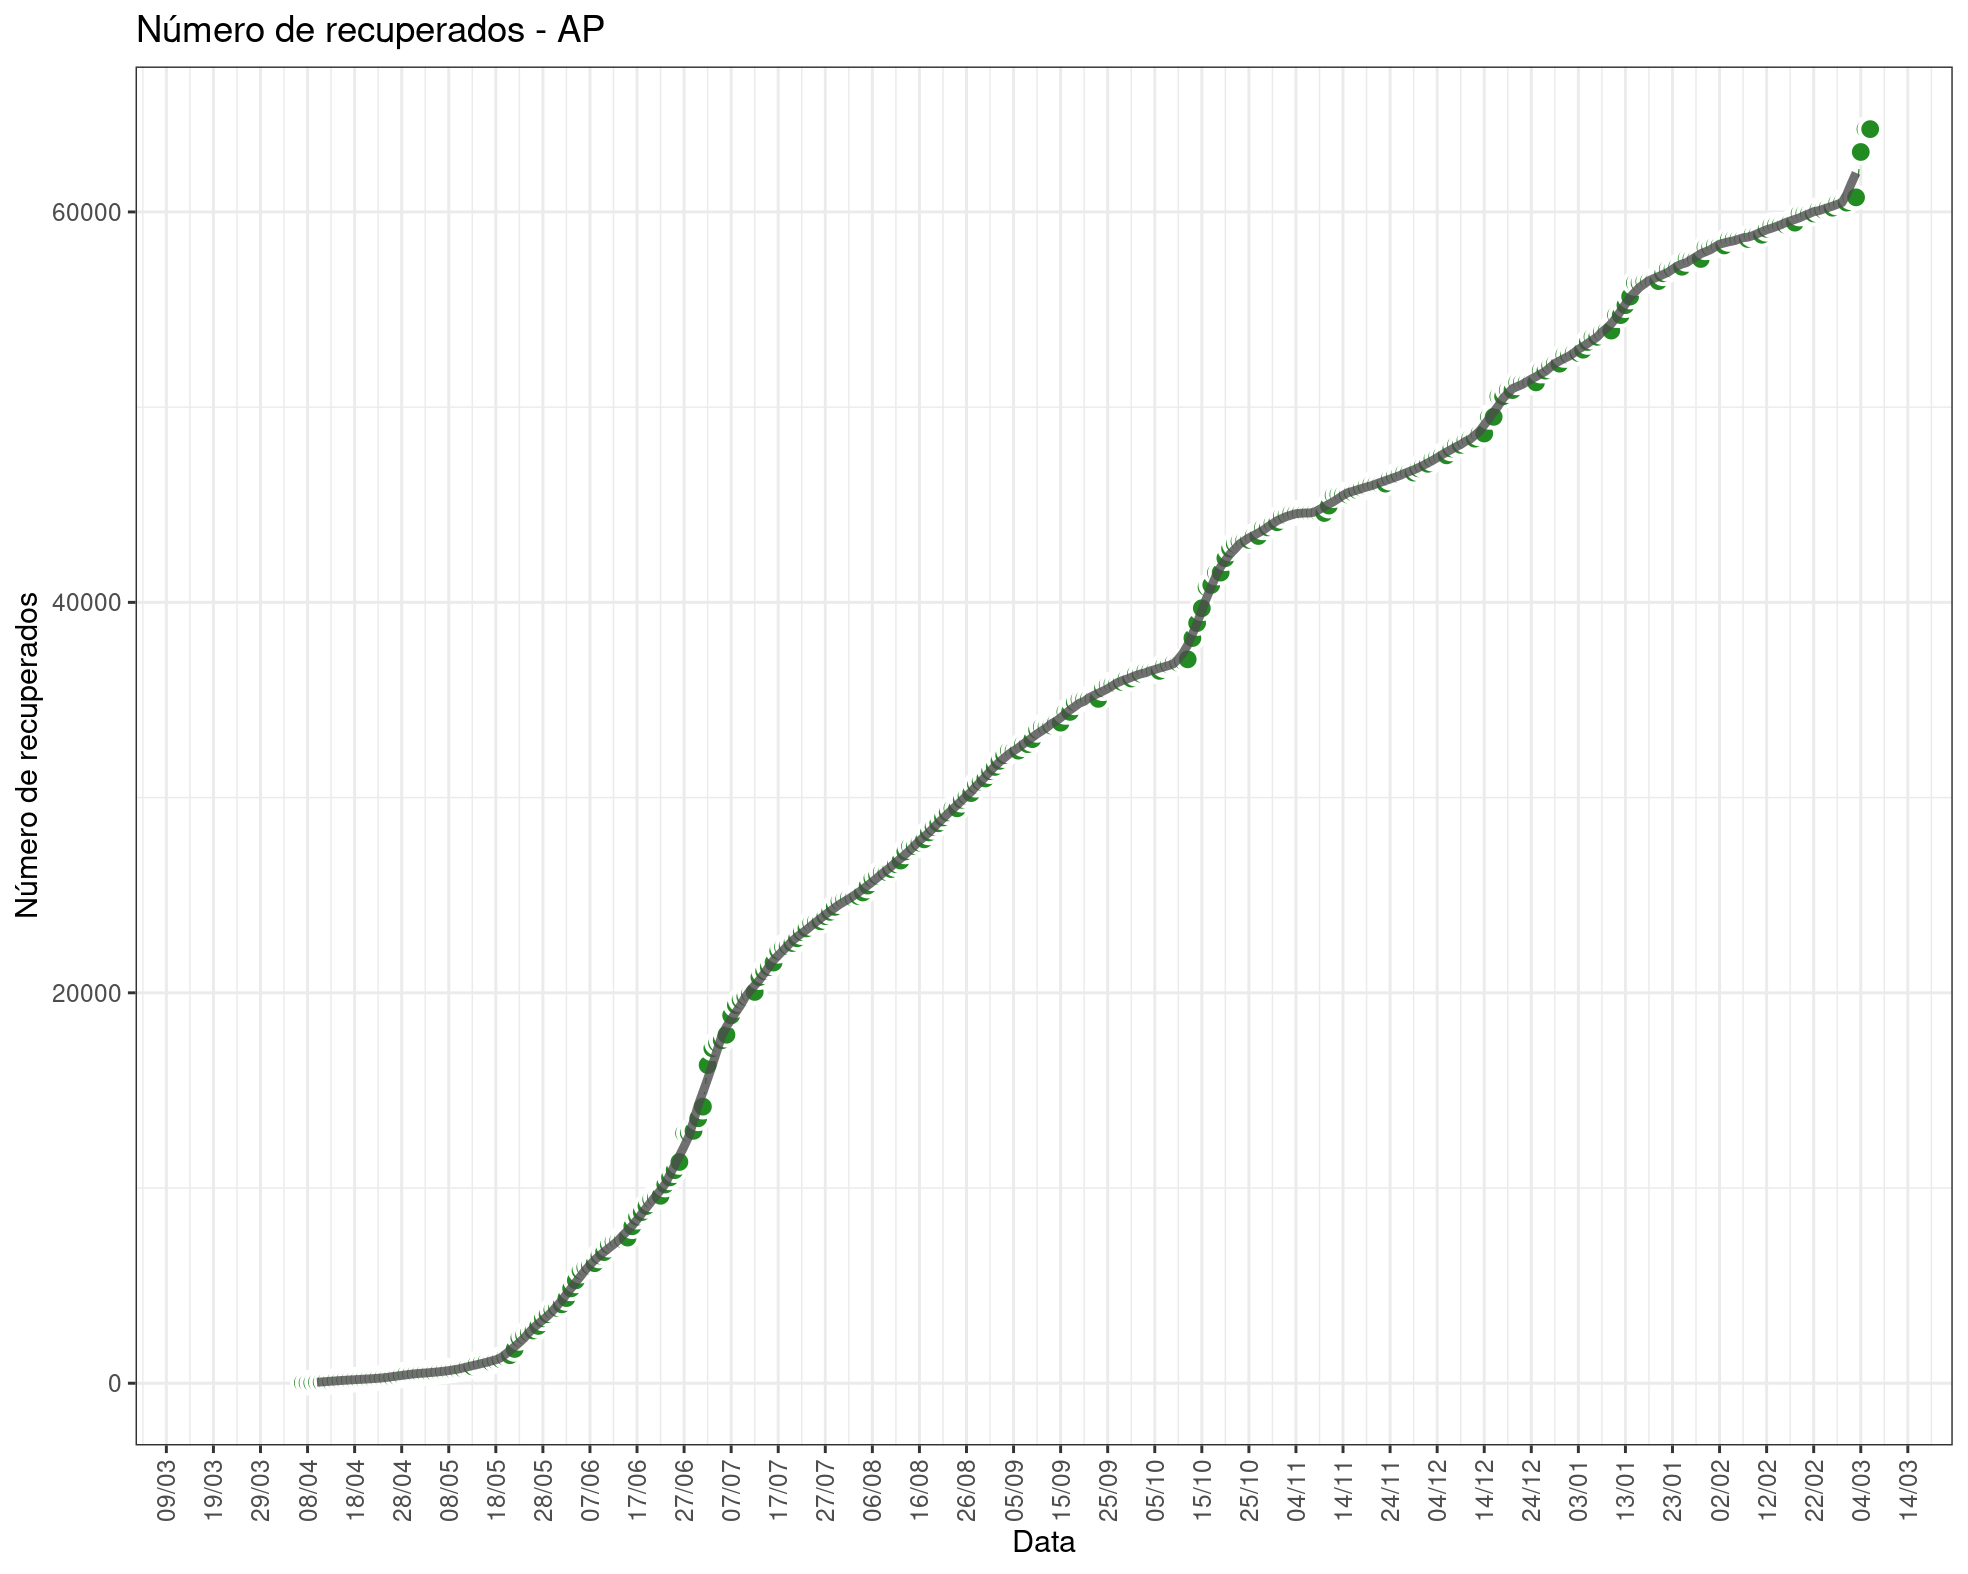 Número de recuperados - AP
Número de recuperados
60000
40000
20000
0
09/03 19/03 29/03 08/04 18/04 28/04 08/05 18/05 28/05 07/06 17/06 27/06 07/07 17/07 27/07 06/08 16/08 26/08 05/09 15/09 25/09 05/10 15/10 25/10 04/11 14/11 24/11 04/12 14/12 24/12 03/01 13/01 23/01 02/02 12/02 22/02 04/03 14/03
Data